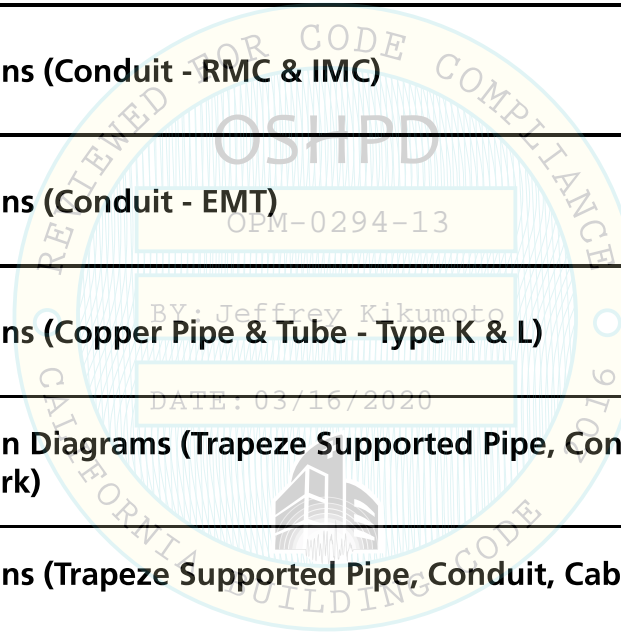 REVIEWED FOR CODE COMPLIANCE
ns (Conduit - RMC & IMC)
OSHPD
ns (Conduit - EMT)
OPM-0294-13
BY: Jeffrey Kikumoto
ns (Copper Pipe & Tube - Type K & L)
DATE: 03/16/2020
n Diagrams (Trapeze Supported Pipe, Con
rk)
ns (Trapeze Supported Pipe, Conduit, Cab
CALIFORNIA BUILDING CODE 2016